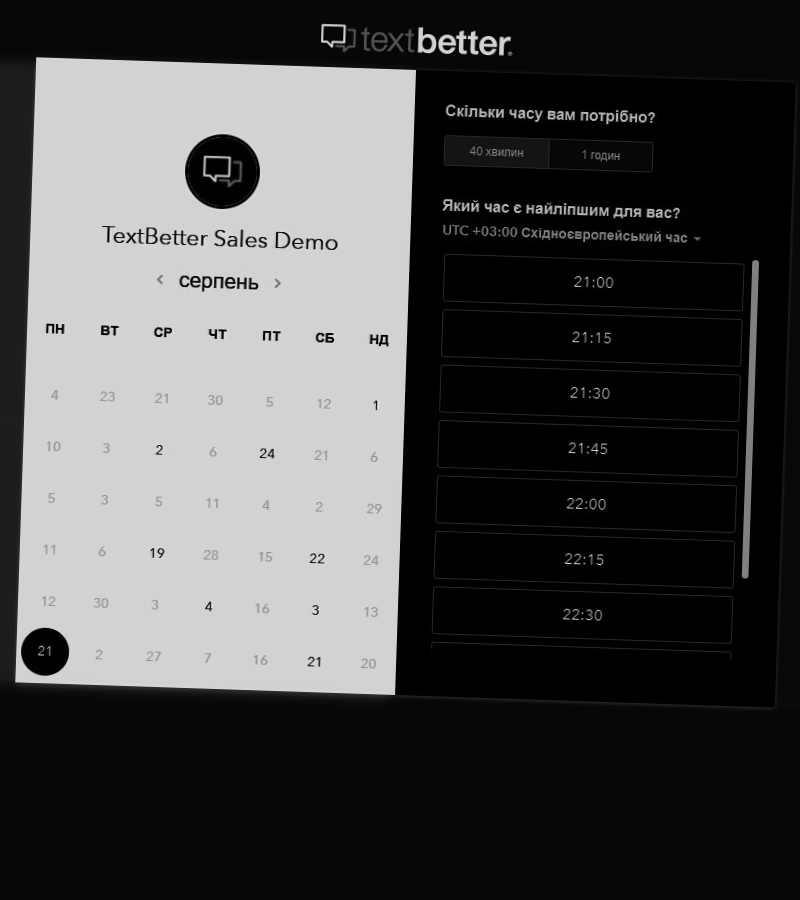 textbetter.
TextBetter Sales Demo
серпень
ПН ВТ СР ЧТ ПТ СБ НД
4 23 21 30 5 12 1
10 3 2 6 24 21 6
5 3 5 11 4 2 29
11 6 19 28 15 22 24
12 30 3 4 16 3 13
21 2 27 7 16 21 20
Скільки часу вам потрібно?
40 хвилин 1 годин
Який час є найліпшим для вас?
UTC +03:00 Східноєвропейський час
21:00
21:15
21:30
21:45
22:00
22:15
22:30